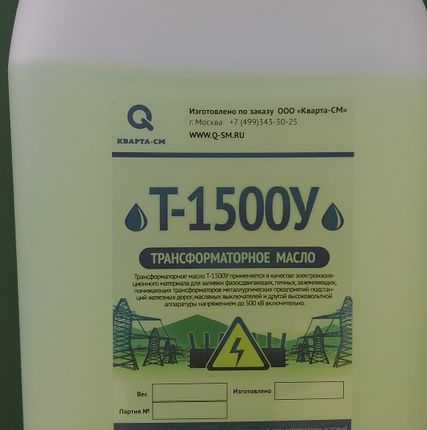 Изготовлено по заказу ООО «Кварта-СМ»
г. Москва +7 (499)343-30-25
WWW.Q-SM.RU
Q
КВАРТА-СМ
Т-1500У
ТРАНСФОРМАТОРНОЕ МАСЛО
Трансформаторное масло Т-1500У применяется в качестве электроизоля-
ционного материала для заливки фазосдвигающих, печных, заземляющих,
понижающих трансформаторов металлургических предприятий подстан-
ций железных дорог, масляных выключателей и другой высоковольтной
аппаратуры напряжением до 500 кВ включительно.
Вес
Изготовлено
Партия №